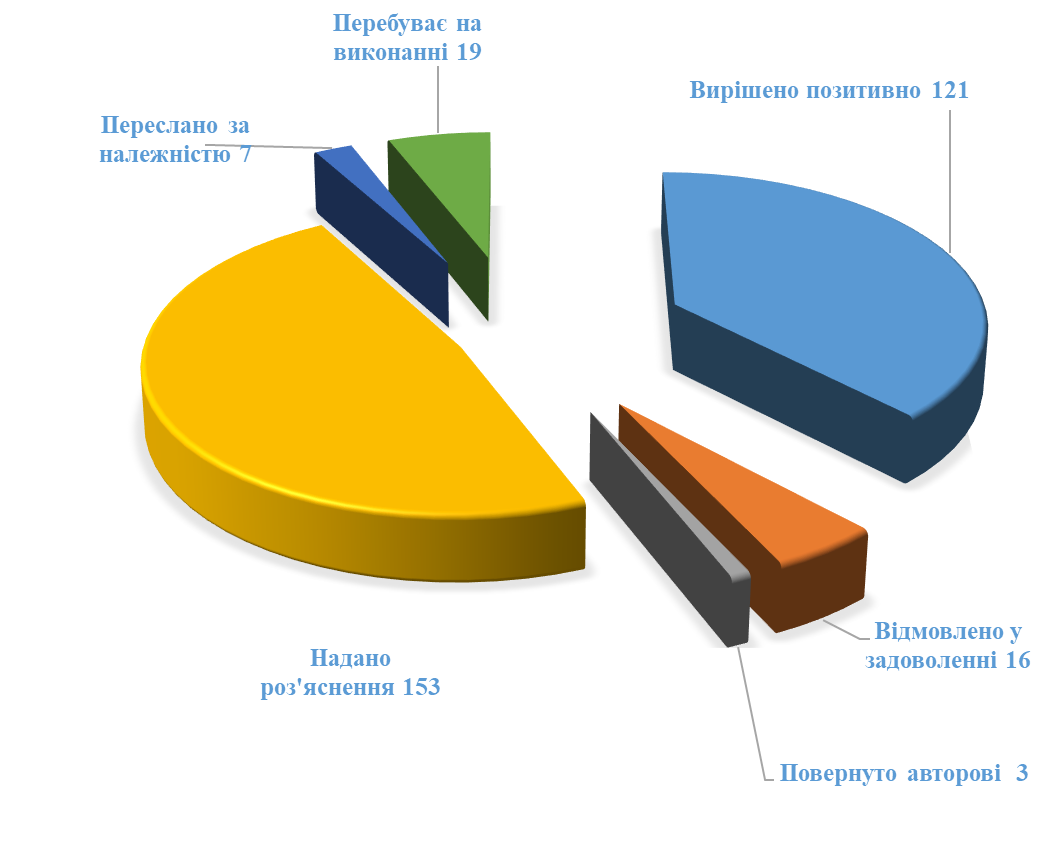 Перебуває на
виконанні 19
Вирішено позитивно 121
Переслано за
належністю 7
Відмовлено у
задоволенні 16
Надано
роз'яснення 153
Повернуто авторові 3